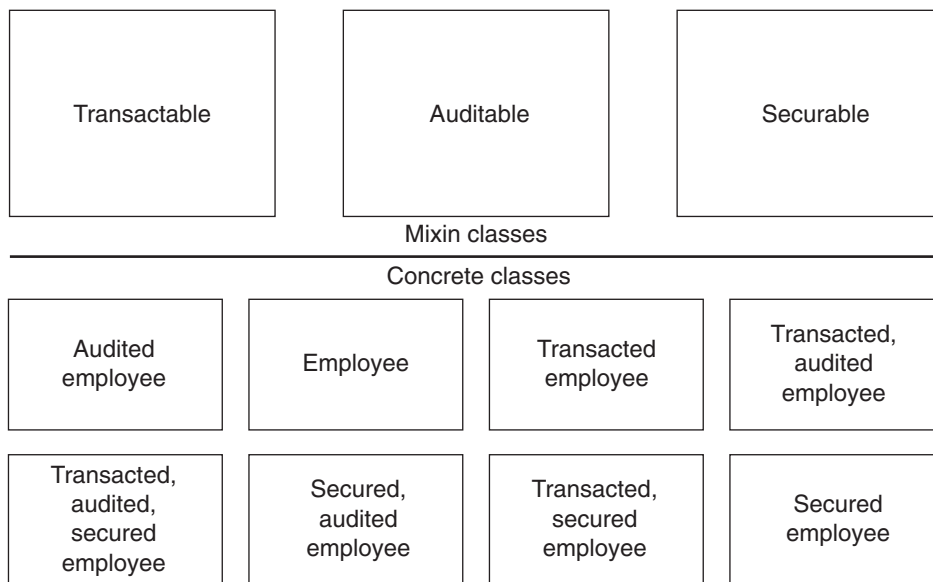 Transactable
Auditable
Securable
Mixin classes
Concrete classes
Audited
employee
Employee
Transacted
employee
Transacted,
audited
employee
Transacted,
audited,
secured
employee
Secured,
audited
employee
Transacted,
secured
employee
Secured
employee